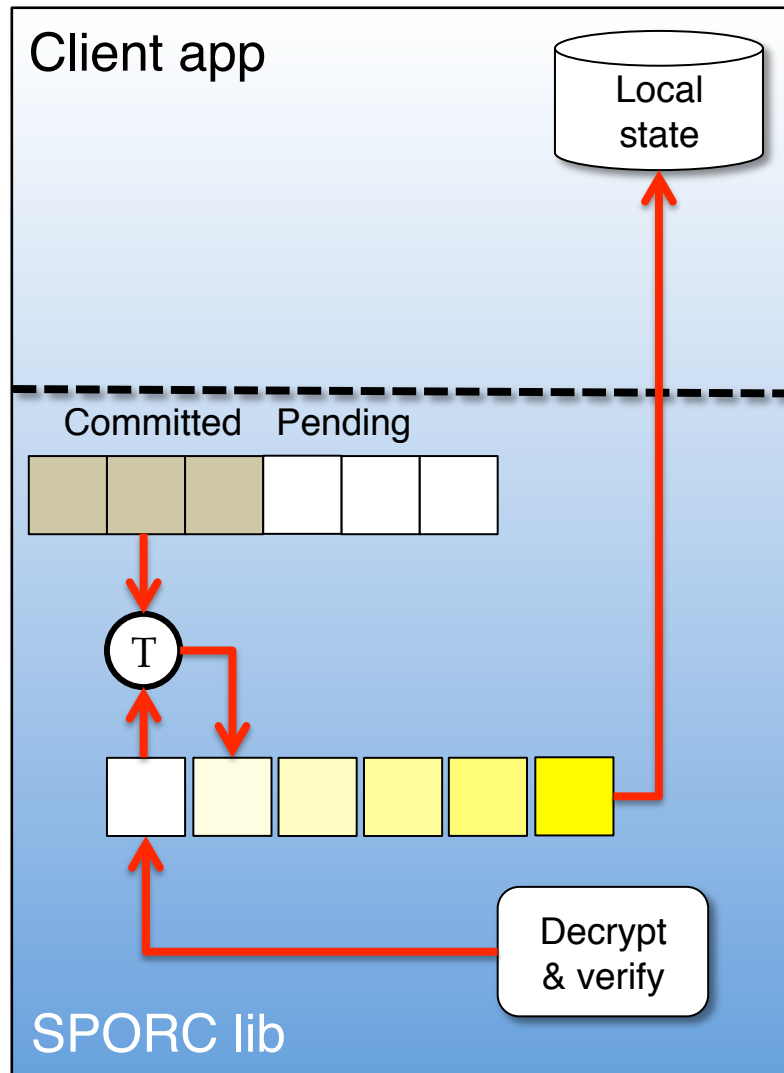 Client app
Local
state
Committed Pending
T
Decrypt
& verify
SPORC lib